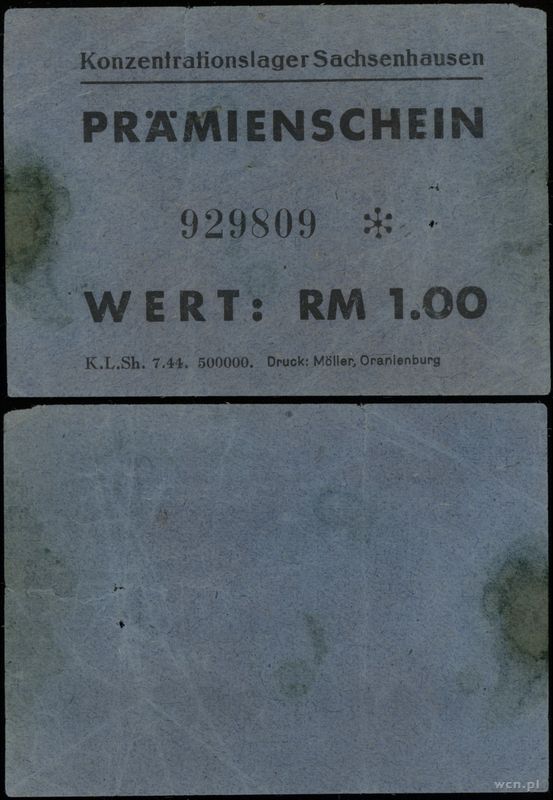 Konzentrationslager Sachsenhausen
PRÄMIENSCHEIN
929809 *
WERT: RM 1.00
K.L.Sh. 7.44. 500000. Druck: Möller, Oranienburg
wcn.pl